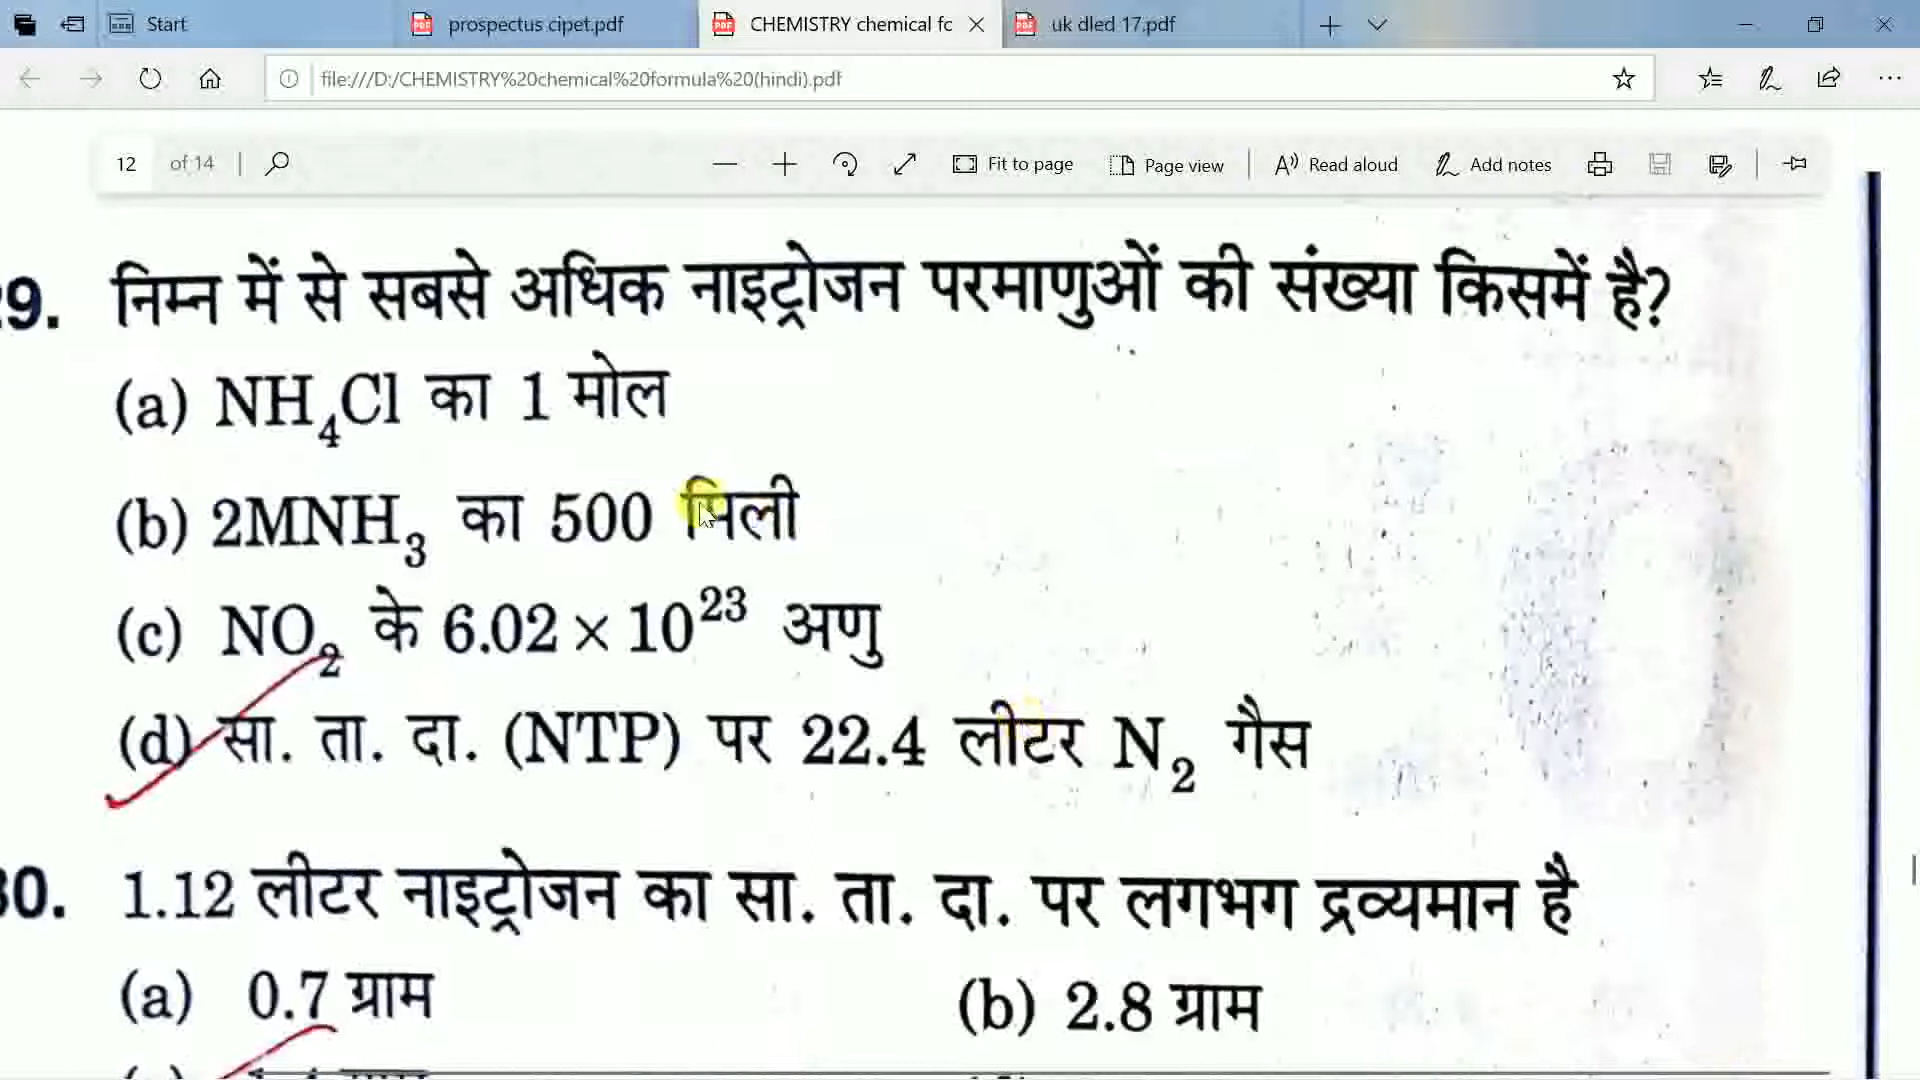 Start
prospectus cipet.pdf
CHEMISTRY chemical fc
uk dled 17.pdf
file:///D:/CHEMISTRY%20chemical%20formula%20(hindi).pdf
12 of 14
Fit to page
Page view
Read aloud
Add notes
9. निम्न में से सबसे अधिक नाइट्रोजन परमाणुओं की संख्या किसमें है?
(a) NH₄Cl का 1 मोल
(b) 2MNH₃ का 500 मिली
(c) NO₂ के 6.02 × 10²³ अणु
(d) सा. ता. दा. (NTP) पर 22.4 लीटर N₂ गैस
30. 1.12 लीटर नाइट्रोजन का सा. ता. दा. पर लगभग द्रव्यमान है
(a) 0.7 ग्राम
(b) 2.8 ग्राम